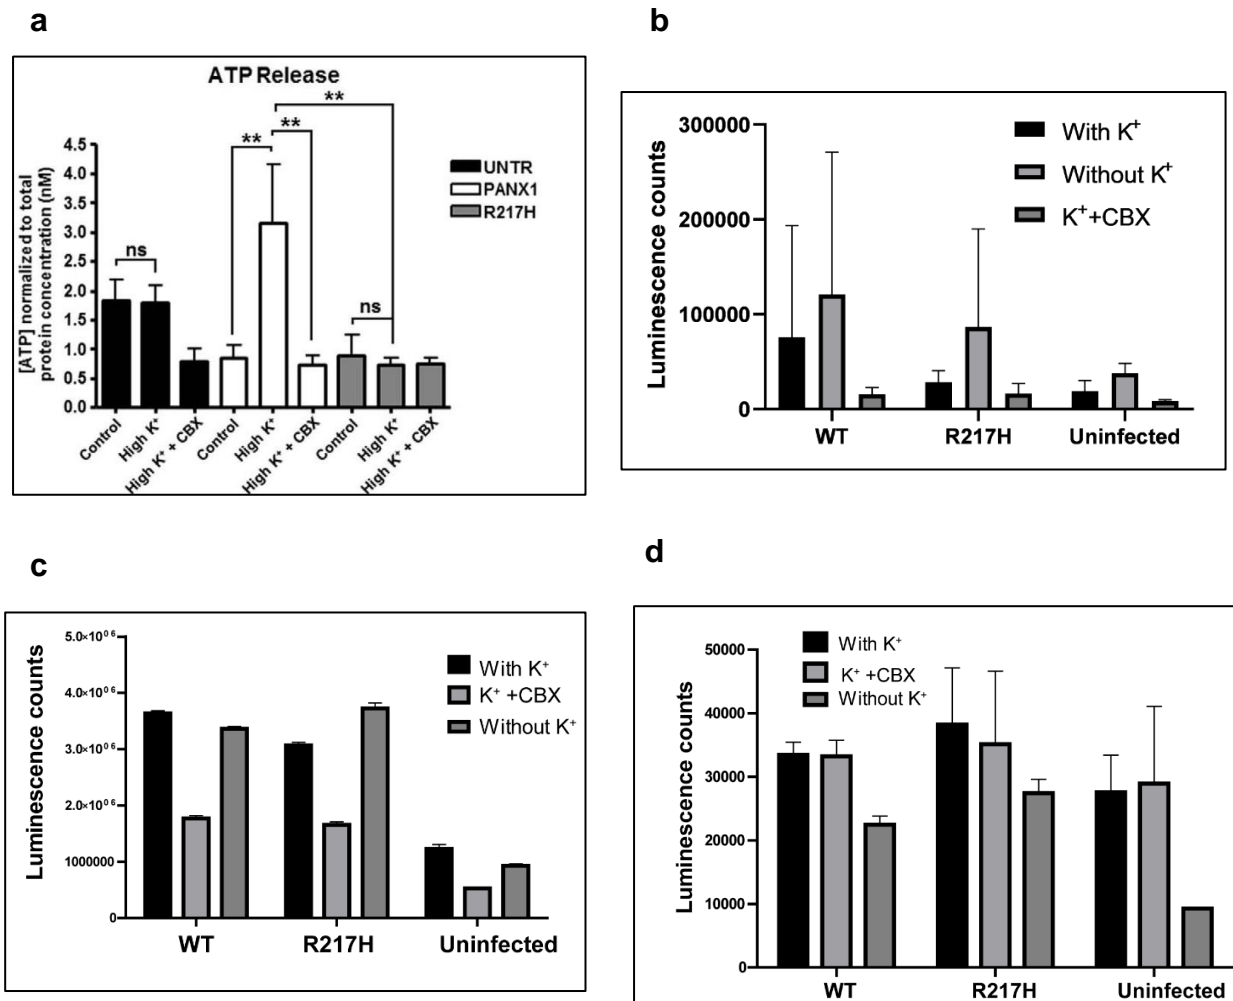 a
ATP Release
**
**
**
ns
ns
[ATP] normalized to total
protein concentration (nM)
4.5
4.0
3.5
3.0
2.5
2.0
1.5
1.0
0.5
0.0
UNTR
PANX1
R217H
Control
High K⁺
High K⁺ + CBX
Control
High K⁺
High K⁺ + CBX
Control
High K⁺
High K⁺ + CBX
b
Luminescence counts
300000
200000
100000
0
With K⁺
Without K⁺
K⁺+CBX
WT R217H Uninfected
c
Luminescence counts
5.0×10⁰⁶
4.0×10⁰⁶
3.0×10⁰⁶
2.0×10⁰⁶
1000000
0
With K⁺
K⁺ +CBX
Without K⁺
WT R217H Uninfected
d
Luminescence counts
50000
40000
30000
20000
10000
0
With K⁺
K⁺ +CBX
Without K⁺
WT R217H Uninfected